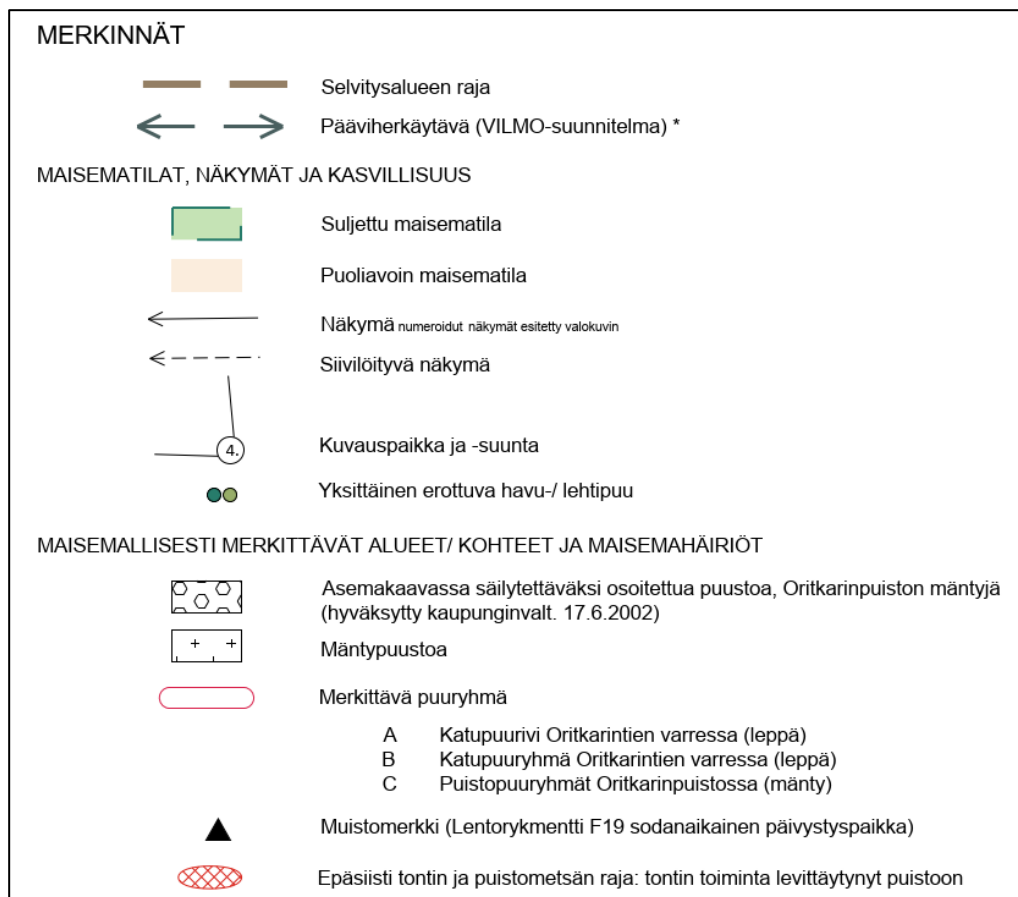 MERKINNÄT
Selvitysalueen raja
Pääviherkäytävä (VILMO-suunnitelma) *
MAISEMATILAT, NÄKYMÄT JA KASVILLISUUS
Suljettu maisematila
Puoliavoin maisematila
Näkymä numeroidut näkymät esitetty valokuvin
Siivilöityvä näkymä
4. Kuvauspaikka ja -suunta
Yksittäinen erottuva havu-/ lehtipuu
MAISEMALLISESTI MERKITTÄVÄT ALUEET/ KOHTEET JA MAISEMAHÄIRIÖT
Asemakaavassa säilytettäväksi osoitettua puustoa, Oritkarinpuiston mäntyjä
(hyväksytty kaupunginvalt. 17.6.2002)
Mäntypuustoa
Merkittävä puuryhmä
A Katupuurivi Oritkarintien varressa (leppä)
B Katupuuryhmä Oritkarintien varressa (leppä)
C Puistopuuryhmät Oritkarinpuistossa (mänty)
Muistomerkki (Lentorykmentti F19 sodanaikainen päivystyspaikka)
Epäsiisti tontin ja puistometsän raja: tontin toiminta levittäytynyt puistoon